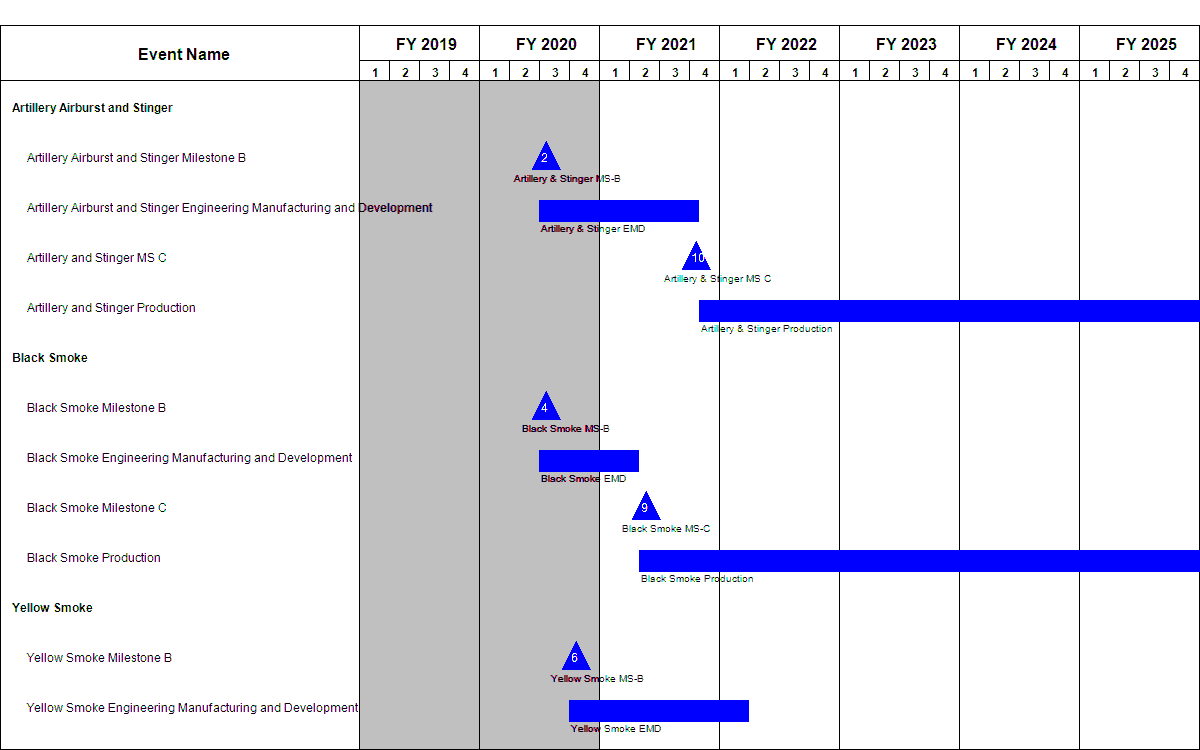 Event Name FY 2019 FY 2020 FY 2021 FY 2022 FY 2023 FY 2024 FY 2025
1 2 3 4 1 2 3 4 1 2 3 4 1 2 3 4 1 2 3 4 1 2 3 4 1 2 3 4
Artillery Airburst and Stinger
Artillery Airburst and Stinger Milestone B 2
Artillery & Stinger MS-B
Artillery Airburst and Stinger Engineering Manufacturing and Development
Artillery & Stinger EMD
Artillery and Stinger MS C 10
Artillery & Stinger MS C
Artillery and Stinger Production
Artillery & Stinger Production
Black Smoke
Black Smoke Milestone B 4
Black Smoke MS-B
Black Smoke Engineering Manufacturing and Development
Black Smoke EMD
Black Smoke Milestone C 9
Black Smoke MS-C
Black Smoke Production
Black Smoke Production
Yellow Smoke
Yellow Smoke Milestone B 6
Yellow Smoke MS-B
Yellow Smoke Engineering Manufacturing and Development
Yellow Smoke EMD